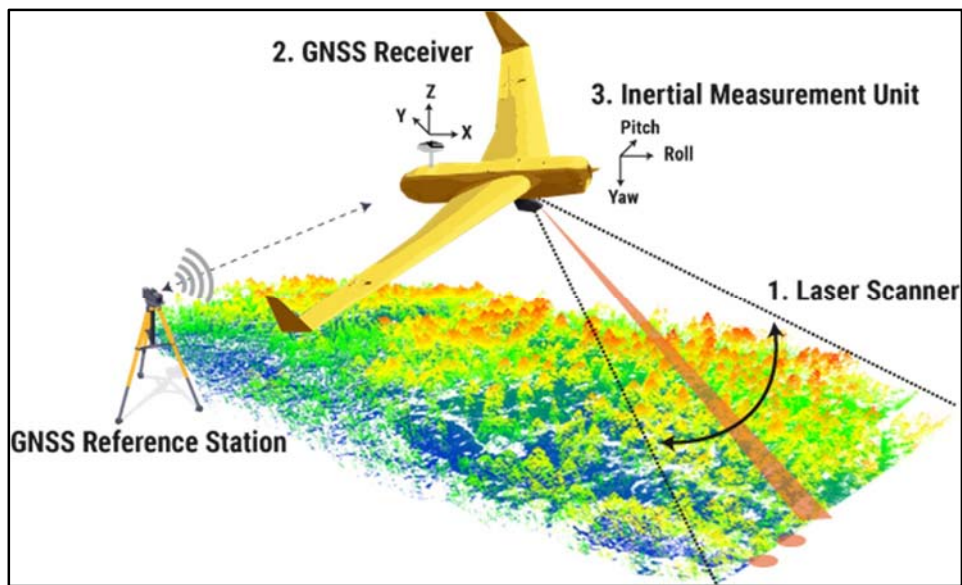 2. GNSS Receiver
Z
Y
X
3. Inertial Measurement Unit
Pitch
Roll
Yaw
1. Laser Scanner
GNSS Reference Station